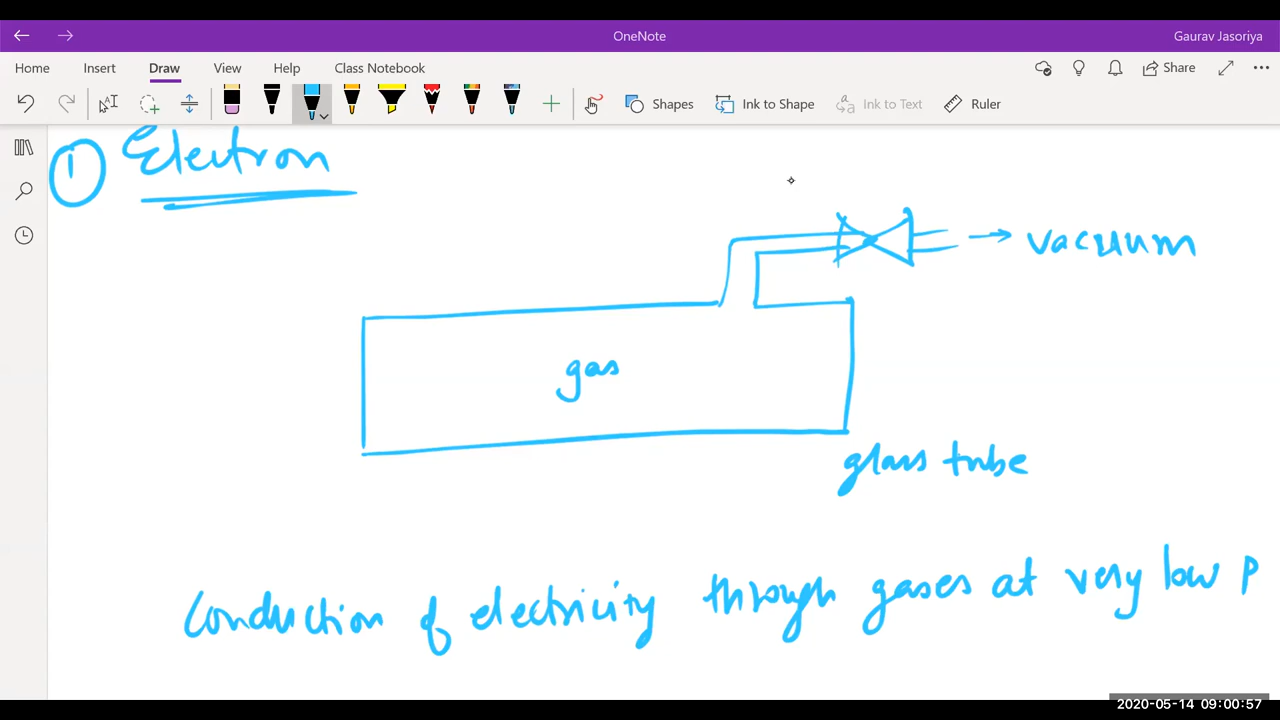 OneNote
Gaurav Jasoriya
Home Insert Draw View Help Class Notebook Share
Shapes Ink to Shape Ink to Text Ruler
① Electron
→ vacuum
gas
glass tube
conduction of electricity through gases at very low P
2020-05-14 09:00:57